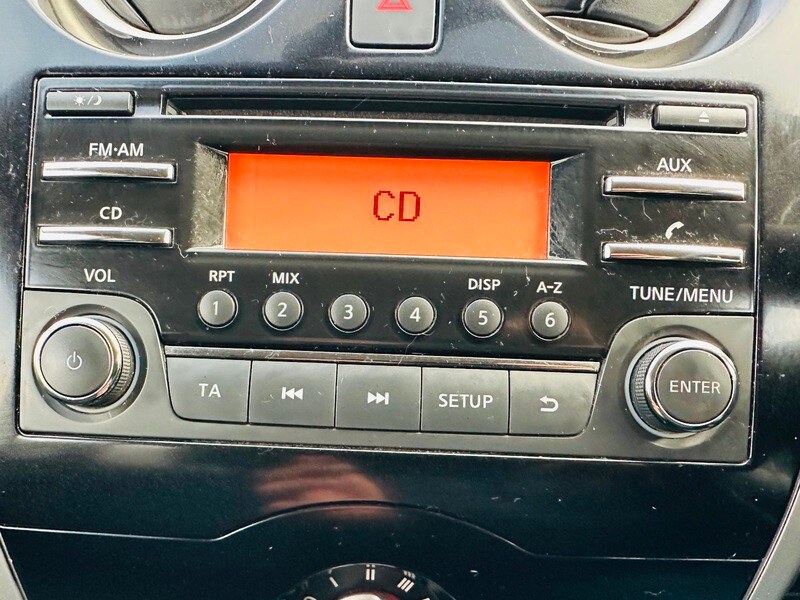 FM·AM
AUX
CD
CD
VOL
RPT
MIX
DISP
A-Z
TUNE/MENU
1
2
3
4
5
6
TA
SETUP
ENTER